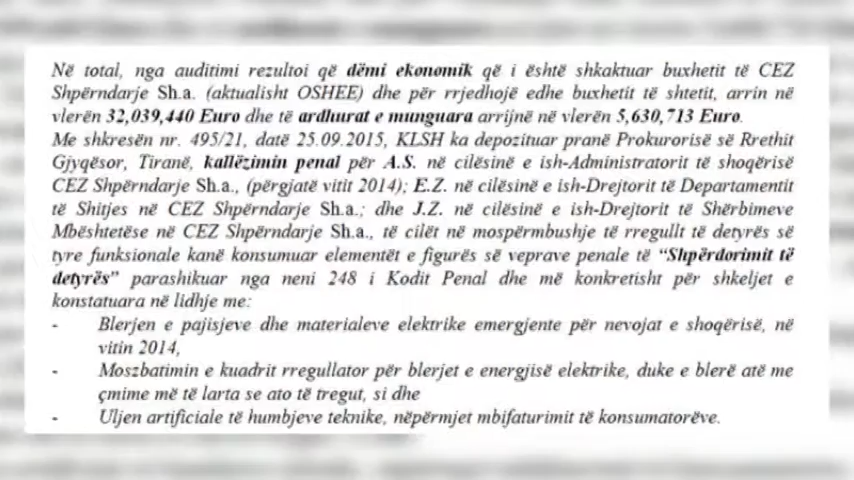 Në total, nga auditimi rezultoi që dëmi ekonomik që i është shkaktuar buxhetit të CEZ
Shpërndarje Sh.a. (aktualisht OSHEE) dhe për rrjedhojë edhe buxhetit të shtetit, arrin në
vlerën 32,039,440 Euro dhe të ardhurat e munguara arrijnë në vlerën 5,630,713 Euro.
Me shkresën nr. 495/21, datë 25.09.2015, KLSH ka depozituar pranë Prokurorisë së Rrethit
Gjyqësor, Tiranë, kallëzimin penal për A.S. në cilësinë e ish-Administratorit të shoqërisë
CEZ Shpërndarje Sh.a., (përgjatë vitit 2014); E.Z. në cilësinë e ish-Drejtorit të Departamentit
të Shitjes në CEZ Shpërndarje Sh.a.; dhe J.Z. në cilësinë e ish-Drejtorit të Shërbimeve
Mbështetëse në CEZ Shpërndarje Sh.a., të cilët në mospërmbushje të rregullt të detyrës së
tyre funksionale kanë konsumuar elementët e figurës së veprave penale të “Shpërdorimit të
detyrës” parashikuar nga neni 248 i Kodit Penal dhe më konkretisht për shkeljet e
konstatuara në lidhje me:
- Blerjen e pajisjeve dhe materialeve elektrike emergjente për nevojat e shoqërisë, në
vitin 2014,
- Moszbatimin e kuadrit rregullator për blerjet e energjisë elektrike, duke e blerë atë me
çmime më të larta se ato të tregut, si dhe
- Uljen artificiale të humbjeve teknike, nëpërmjet mbifaturimit të konsumatorëve.